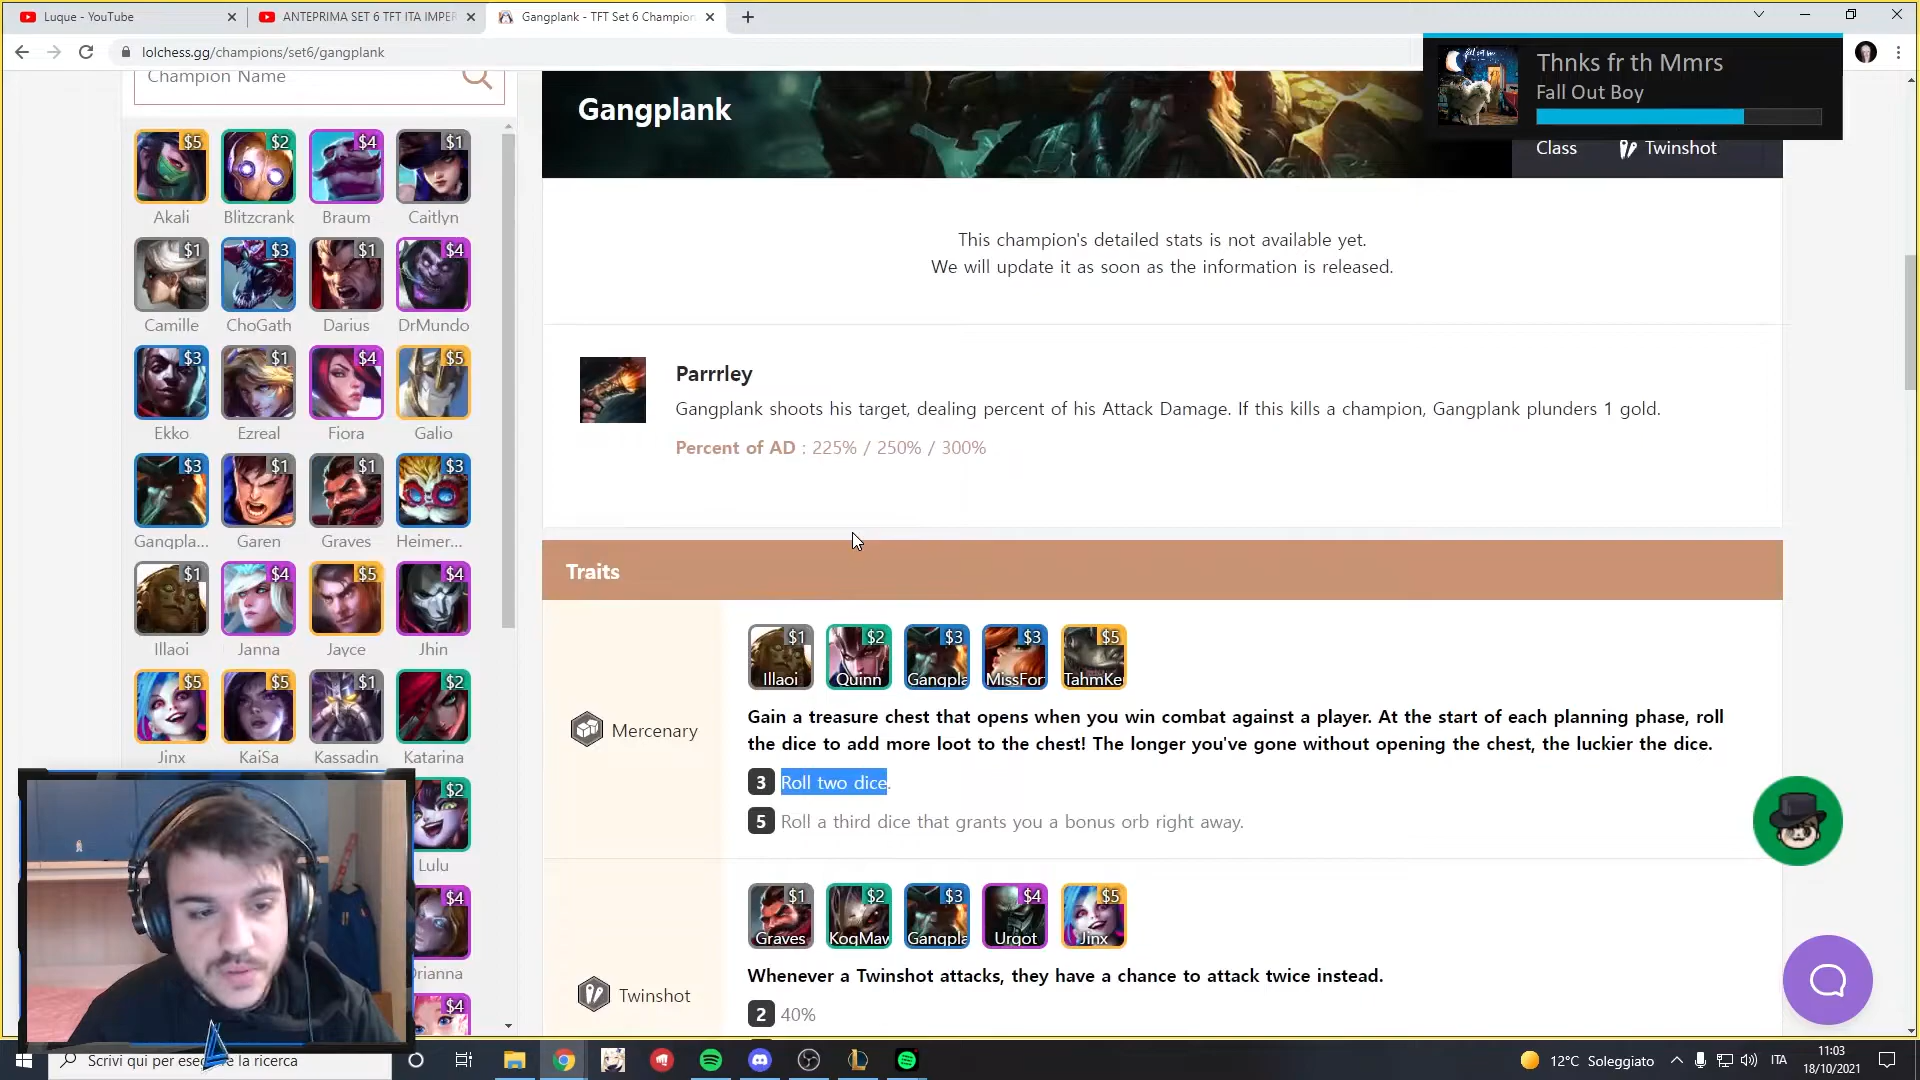 Luque - YouTube
ANTEPRIMA SET 6 TFT ITA IMPER
Gangplank - TFT Set 6 Champion
lolchess.gg/champions/set6/gangplank
Thnks fr th Mmrs
Fall Out Boy
Champion Name
Gangplank
Class Twinshot
$5 $2 $4 $1
Akali Blitzcrank Braum Caitlyn
$1 $3 $1 $4
Camille ChoGath Darius DrMundo
$3 $1 $4 $5
Ekko Ezreal Fiora Galio
$3 $1 $1 $3
Gangpla... Garen Graves Heimer...
$1 $4 $5 $4
Illaoi Janna Jayce Jhin
$5 $5 $1 $2
Jinx KaiSa Kassadin Katarina
$2
Lulu
$4
rianna
$4
This champion's detailed stats is not available yet.
We will update it as soon as the information is released.
Parrrley
Gangplank shoots his target, dealing percent of his Attack Damage. If this kills a champion, Gangplank plunders 1 gold.
Percent of AD : 225% / 250% / 300%
Traits
Mercenary
$1 $2 $3 $3 $5
Illaoi Quinn Gangpla MissFor TahmKe
Gain a treasure chest that opens when you win combat against a player. At the start of each planning phase, roll
the dice to add more loot to the chest! The longer you've gone without opening the chest, the luckier the dice.
3 Roll two dice.
5 Roll a third dice that grants you a bonus orb right away.
Twinshot
$1 $2 $3 $4 $5
Graves KogMaw Gangpla Urgot Jinx
Whenever a Twinshot attacks, they have a chance to attack twice instead.
2 40%
Scrivi qui per ese la ricerca
12°C Soleggiato
ITA
11:03
18/10/2021